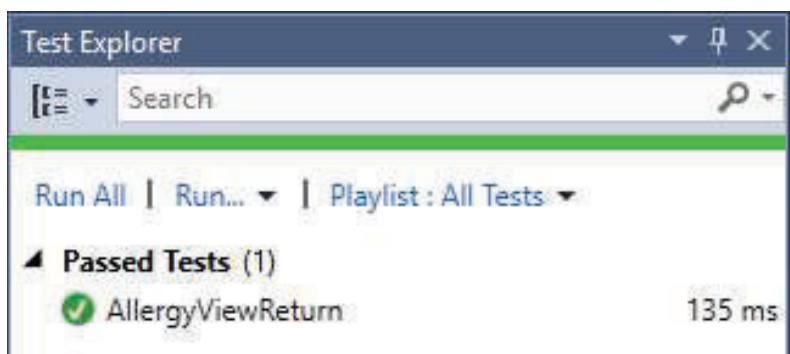 Test Explorer
Search
Run All | Run... | Playlist : All Tests
Passed Tests (1)
AllergyViewReturn 135 ms